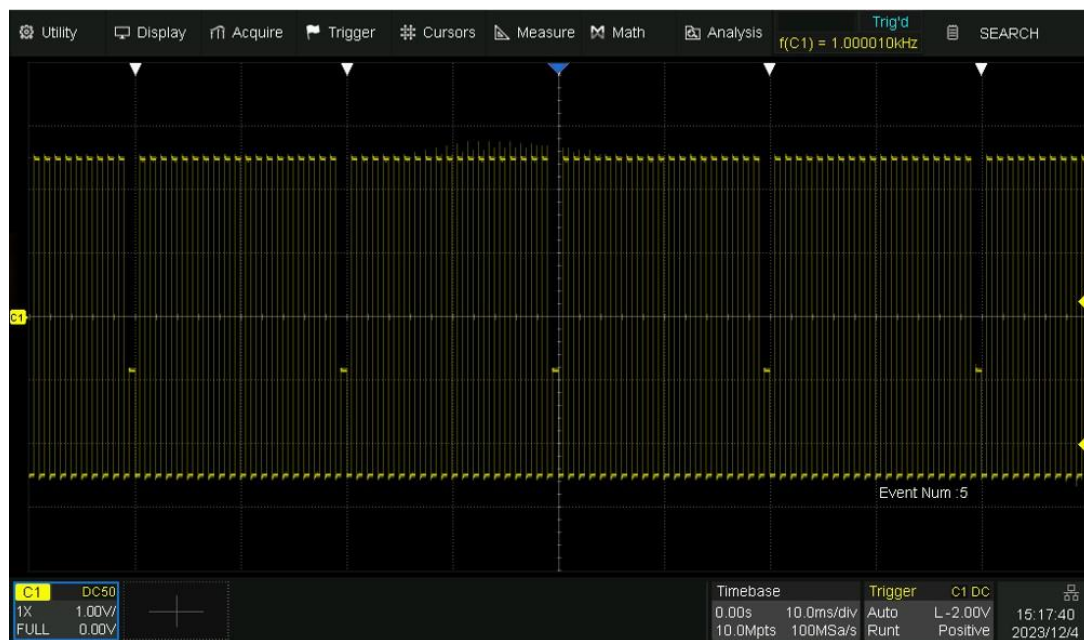 Utility Display Acquire Trigger Cursors Measure Math Analysis Trig'd SEARCH
f(C1) = 1.000010kHz
C1
Event Num :5
C1 DC50 Timebase Trigger C1 DC
1X 1.00V/ 0.00s 10.0ms/div Auto L -2.00V 15:17:40
FULL 0.00V 10.0Mpts 100MSa/s Runt Positive 2023/12/4